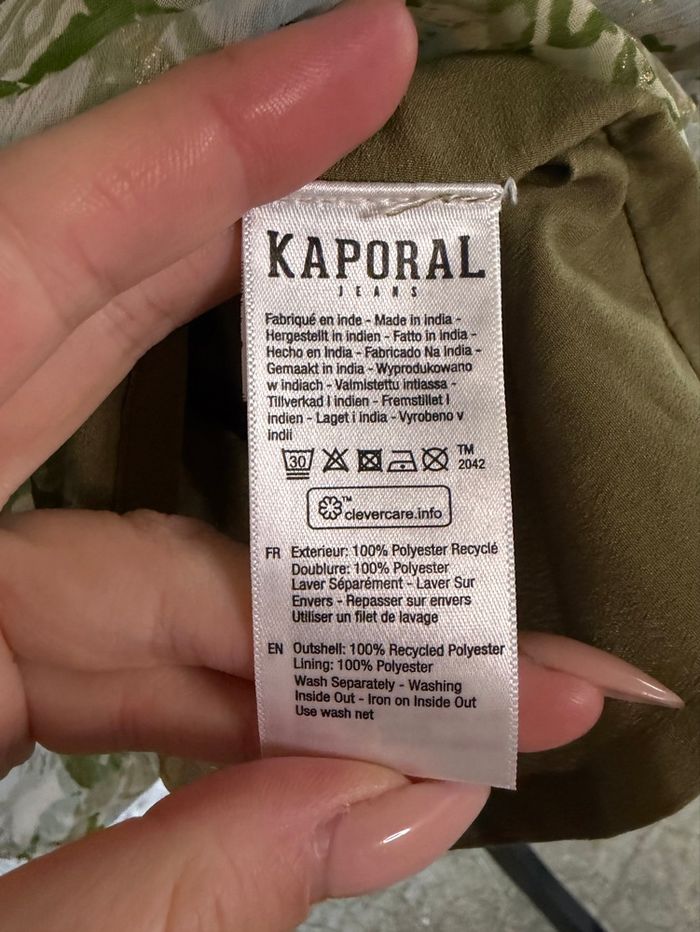 KAPORAL
JEANS
Fabriqué en inde - Made in india -
Hergestellt in indien - Fatto in india -
Hecho en India - Fabricado Na India -
Gemaakt in india - Wyprodukowano
w indiach - Valmistettu intiassa -
Tillverkad I indien - Fremstillet I
indien - Laget i India - Vyrobeno v
indii
30
TM
2042
TM
clevercare.info
FR Exterieur: 100% Polyester Recyclé
Doublure: 100% Polyester
Laver Séparément - Laver Sur
Envers - Repasser sur envers
Utiliser un filet de lavage
EN Outshell: 100% Recycled Polyester
Lining: 100% Polyester
Wash Separately - Washing
Inside Out - Iron on Inside Out
Use wash net